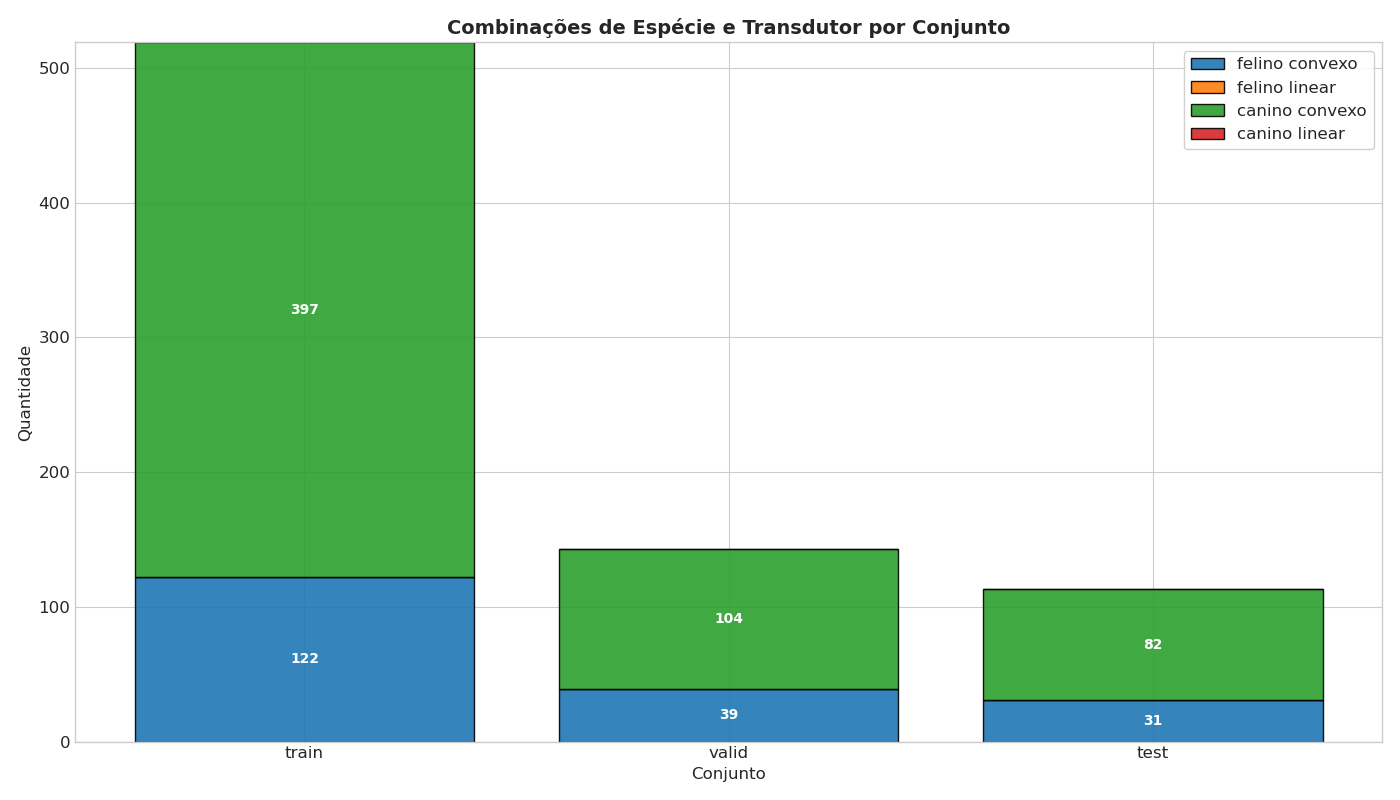 Combinações de Espécie e Transdutor por Conjunto
felino convexo
felino linear
canino convexo
canino linear
Quantidade
500
400
300
200
100
0
397
122
104
39
82
31
train
valid
test
Conjunto